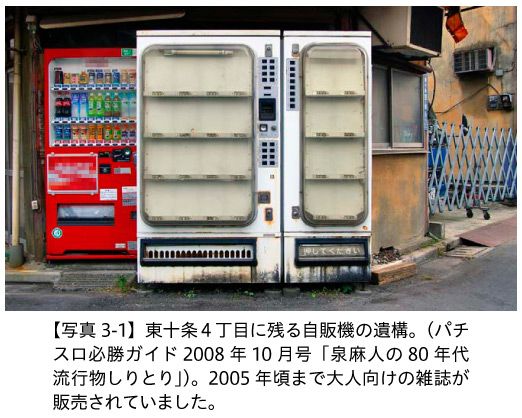 押してください
【写真 3-1】東十条４丁目に残る自販機の遺構。（パチ
スロ必勝ガイド 2008 年 10 月号「泉麻人の 80 年代
流行物しりとり」）。2005 年頃まで大人向けの雑誌が
販売されていました。